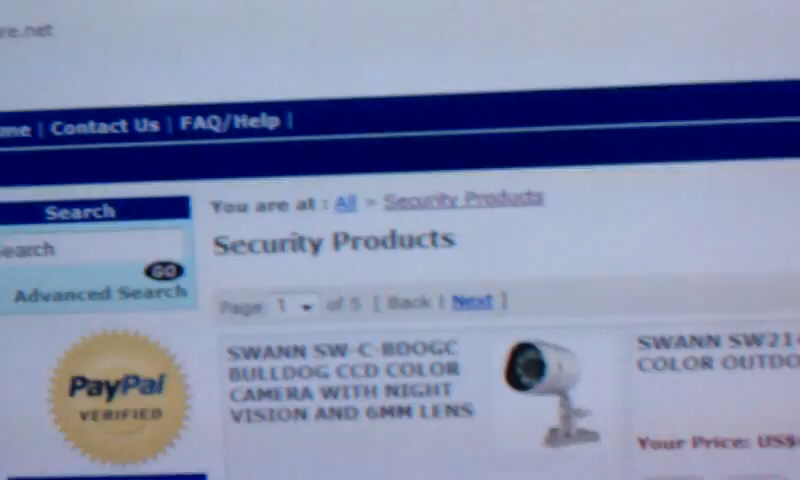 re.net
me | Contact Us | FAQ/Help |
Search
You are at : All > Security Products
Search
Security Products
GO
Advanced Search
Page 1 of 5 [ Back | Next ]
PayPal
VERIFIED
SWANN SW-C-BDOGC
BULLDOG CCD COLOR
CAMERA WITH NIGHT
VISION AND 6MM LENS
SWANN SW214
COLOR OUTDO
Your Price: US$